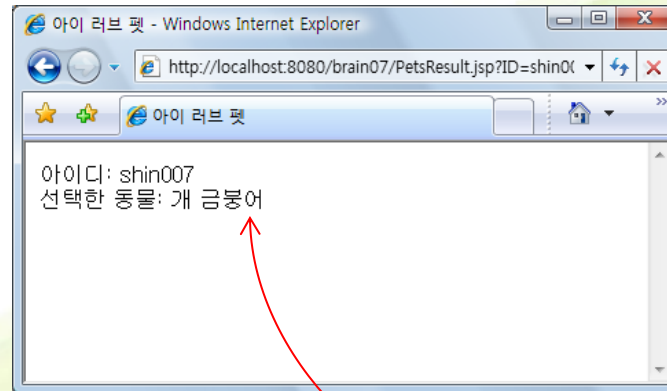 아이 러브 펫 - Windows Internet Explorer
http://localhost:8080/brain07/PetsResult.jsp?ID=shin00
아이 러브 펫
아이디: shin007
선택한 동물: 개 금붕어